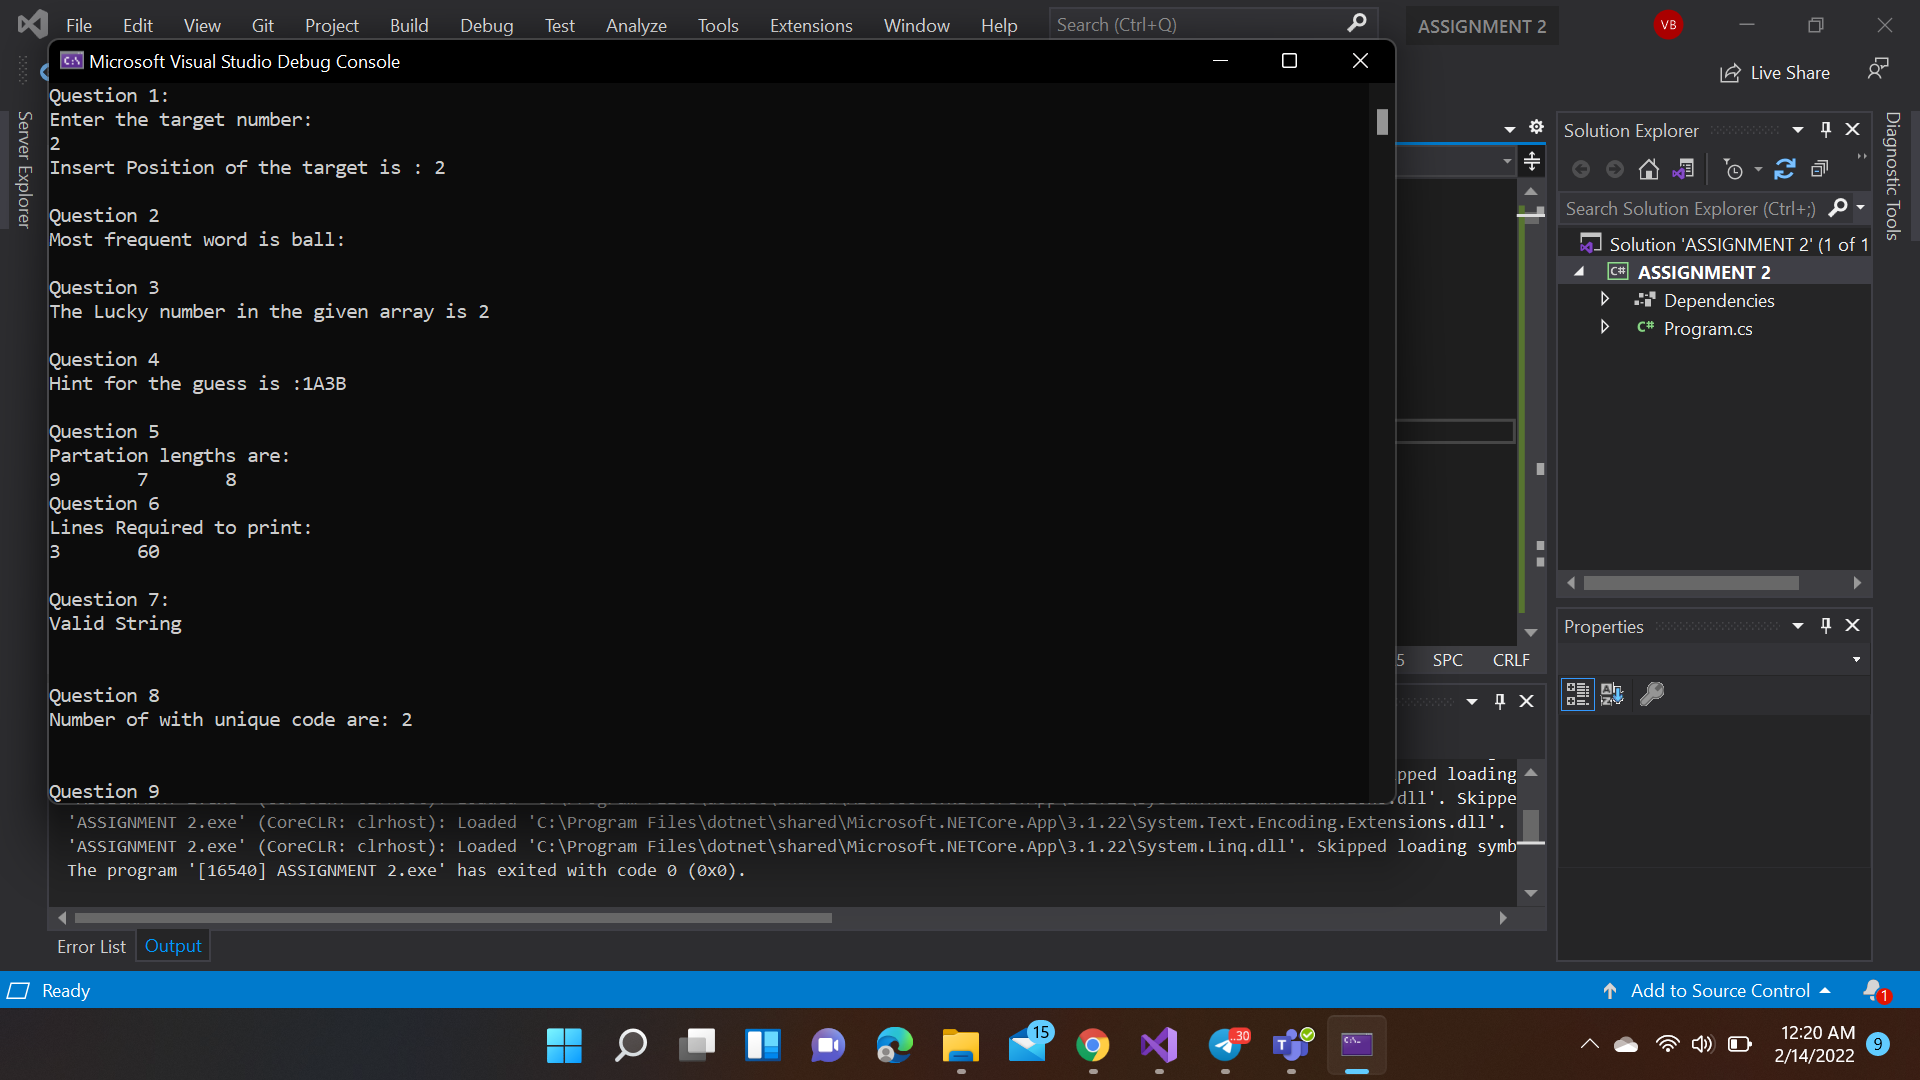 File Edit View Git Project Build Debug Test Analyze Tools Extensions Window Help Search (Ctrl+Q) ASSIGNMENT 2 VB
Live Share
Server Explorer
Microsoft Visual Studio Debug Console
Question 1:
Enter the target number:
2
Insert Position of the target is : 2
Question 2
Most frequent word is ball:
Question 3
The Lucky number in the given array is 2
Question 4
Hint for the guess is :1A3B
Question 5
Partation lengths are:
9 7 8
Question 6
Lines Required to print:
3 60
Question 7:
Valid String
Question 8
Number of with unique code are: 2
Question 9
SPC CRLF
Solution Explorer
Search Solution Explorer (Ctrl+;)
Solution 'ASSIGNMENT 2' (1 of 1
C# ASSIGNMENT 2
Dependencies
C# Program.cs
Diagnostic Tools
Properties
pped loading
dll'. Skippe
'ASSIGNMENT 2.exe' (CoreCLR: clrhost): Loaded 'C:\Program Files\dotnet\shared\Microsoft.NETCore.App\3.1.22\System.Text.Encoding.Extensions.dll'.
'ASSIGNMENT 2.exe' (CoreCLR: clrhost): Loaded 'C:\Program Files\dotnet\shared\Microsoft.NETCore.App\3.1.22\System.Linq.dll'. Skipped loading symb
The program '[16540] ASSIGNMENT 2.exe' has exited with code 0 (0x0).
Error List Output
Ready Add to Source Control 1
15 30
12:20 AM
2/14/2022 9